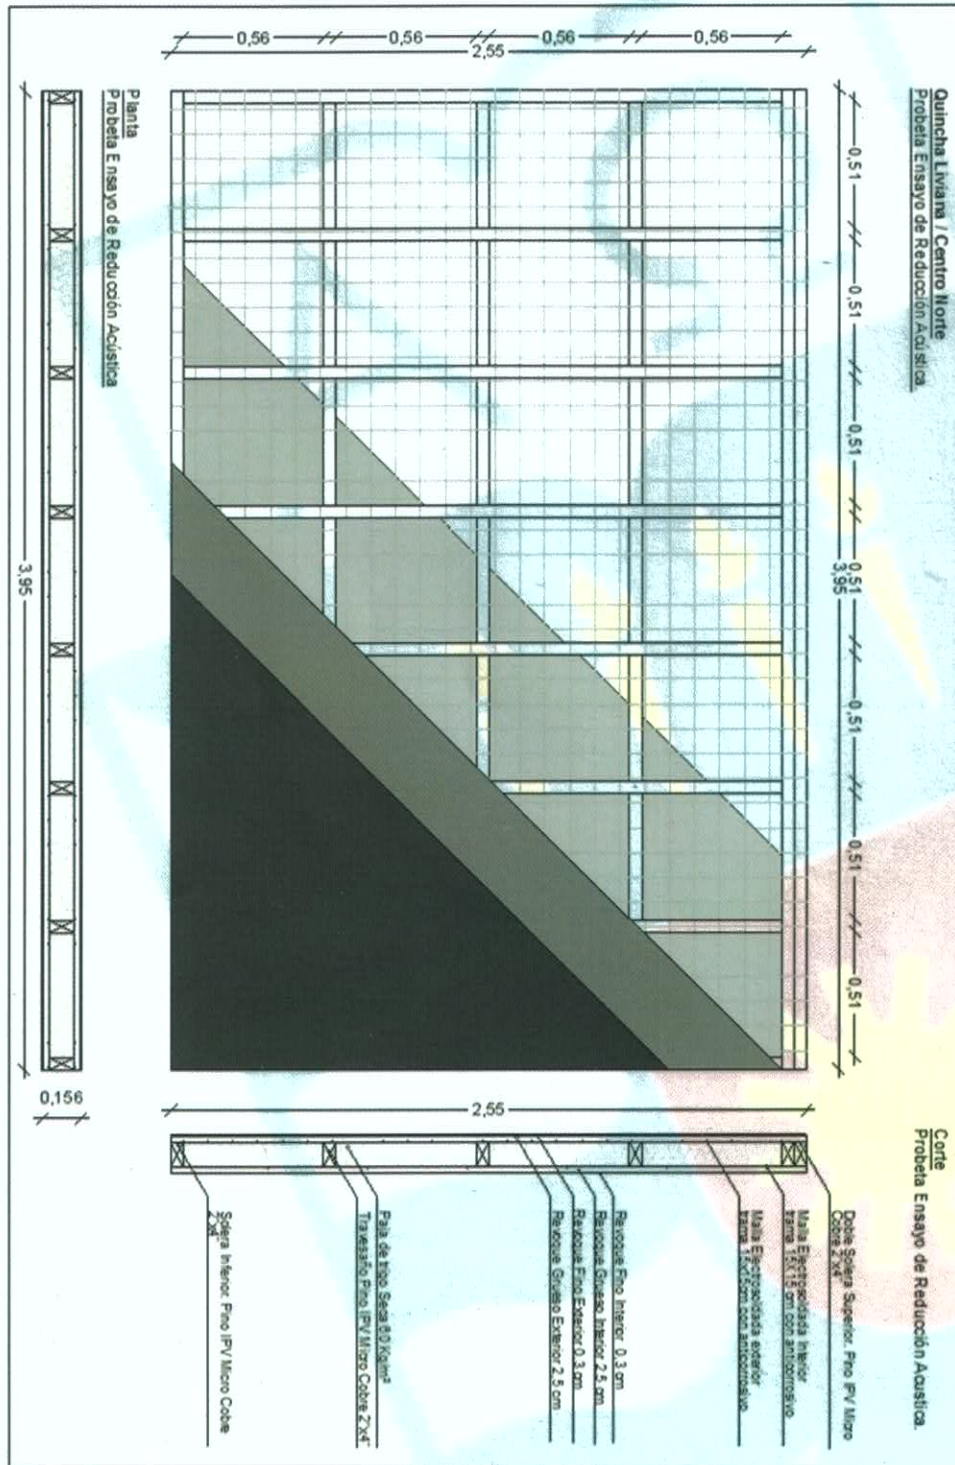 Quincha Liviana / Centro Norte
Probeta Ensayo de Reducción Acústica.
0,51
0,51
0,51
0,51
0,51
0,51
0,51
3,95
0,56
0,56
0,56
0,56
2,55
Corte
Probeta Ensayo de Reducción Acustica.
2,55
Doble Solera Superior. Pino IPV Micro
Cobre 2"x4"
Malla Electrosoldada Interior
trama 15X15 cm con anticorrosivo
Malla Electrosoldada exterior
trama 15X15cm con anticorrosivo
Revoque Fino Interior 0.3 cm
Revoque Grueso Interior 2.5 cm
Revoque Fino Exterior 0.3 cm
Revoque Grueso Exterior 2.5 cm
Paja de trigo Seca Kg/m³
Travesaño Pino IPV Micro Cobre 2"x4"
Solera Inferior. Pino IPV Micro Cobre
2"x4"
Planta
Probeta Ensayo de Reducción Acústica
3,95
0,156